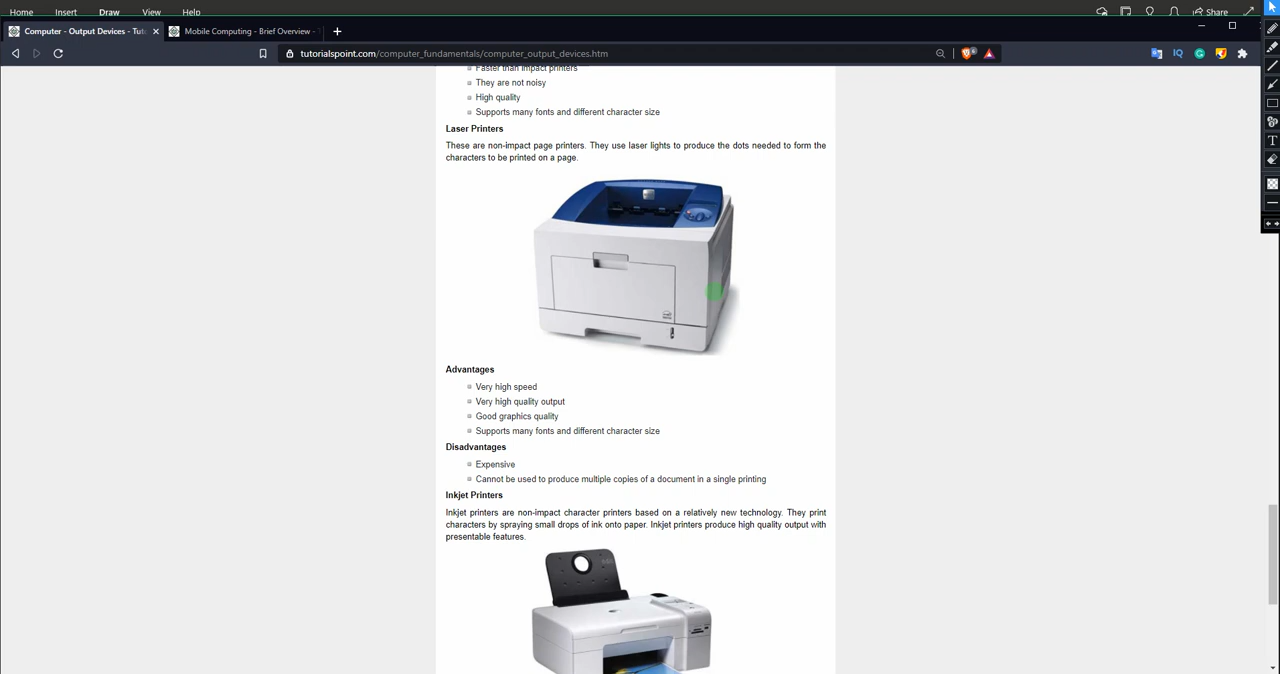 Home Insert Draw View Help Share
Computer - Output Devices - Tuto Mobile Computing - Brief Overview -
tutorialspoint.com/computer_fundamentals/computer_output_devices.htm
Faster than impact printers
They are not noisy
High quality
Supports many fonts and different character size
Laser Printers
These are non-impact page printers. They use laser lights to produce the dots needed to form the
characters to be printed on a page.
Advantages
Very high speed
Very high quality output
Good graphics quality
Supports many fonts and different character size
Disadvantages
Expensive
Cannot be used to produce multiple copies of a document in a single printing
Inkjet Printers
Inkjet printers are non-impact character printers based on a relatively new technology. They print
characters by spraying small drops of ink onto paper. Inkjet printers produce high quality output with
presentable features.